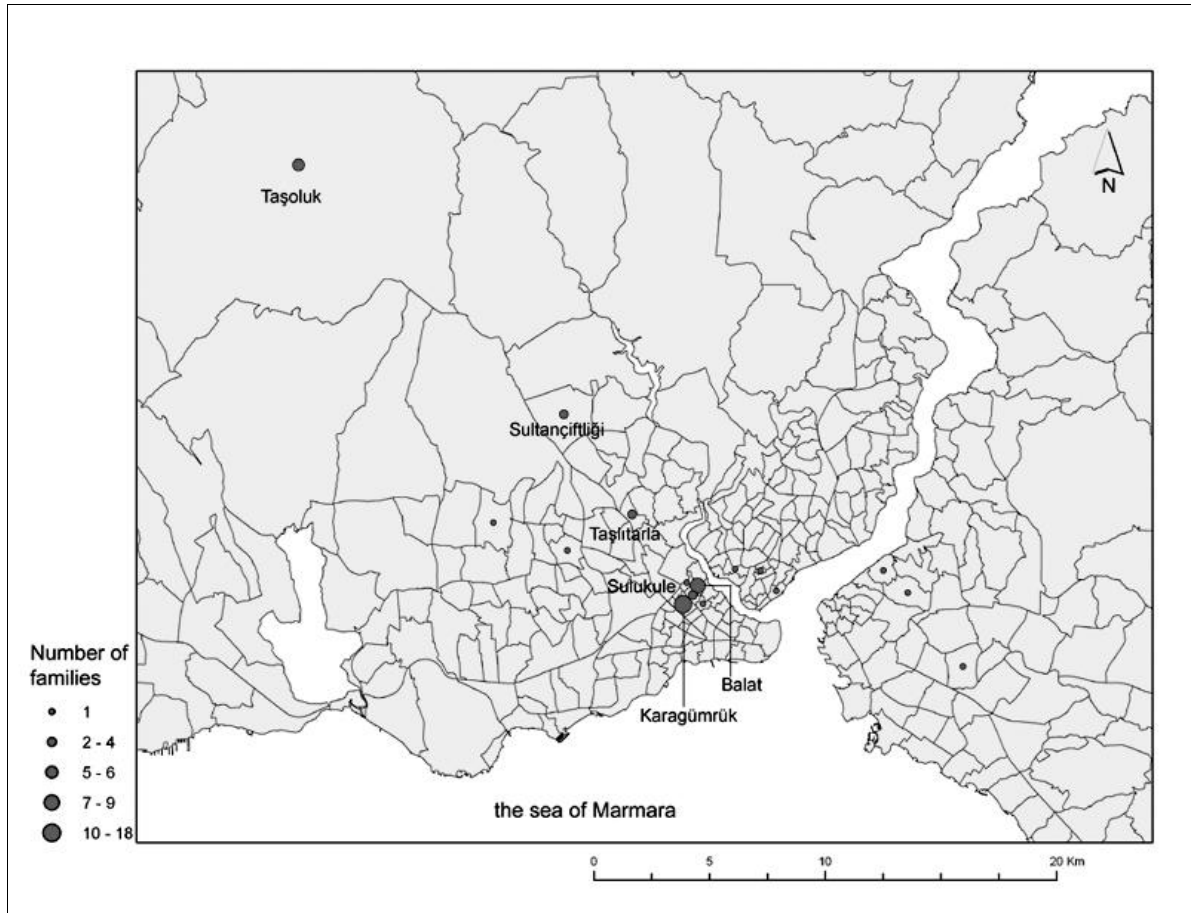 Taşoluk
N
Sultançiftliği
Taşlıtarla
Sulukule
Balat
Karagümrük
the sea of Marmara
Number of
families
1
2 - 4
5 - 6
7 - 9
10 - 18
0 5 10 20 Km